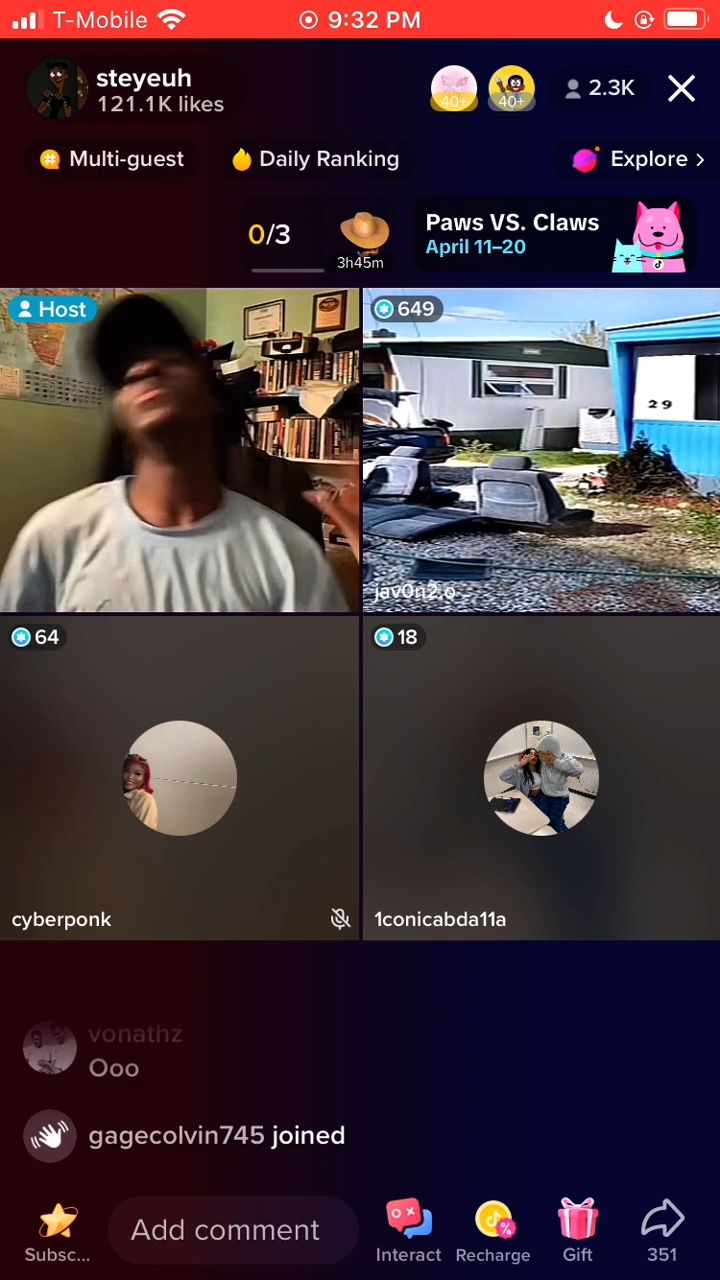 T-Mobile
9:32 PM
steyeuh
121.1K likes
40+
40+
2.3K
Multi-guest
Daily Ranking
Explore >
0/3
3h45m
Paws VS. Claws
April 11–20
Host
649
29
jav0n2.o
64
18
cyberponk
1conicabda11a
vonathz
Ooo
gagecolvin745 joined
Subsc...
Add comment
Interact
Recharge
Gift
351